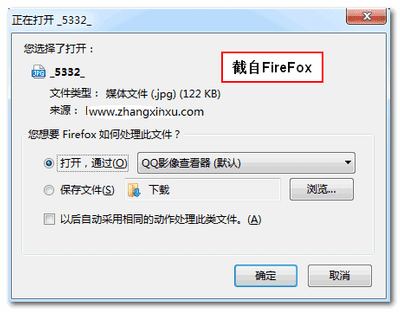 正在打开 _5332_
您选择了打开：
截自FireFox
JPG
_5332_
文件类型： 媒体文件 (.jpg) (122 KB)
来源： lwww.zhangxinxu.com
您想要 Firefox 如何处理此文件？
打开，通过(O) QQ影像查看器 (默认)
保存文件(S) 下载 浏览...
以后自动采用相同的动作处理此类文件。(A)
确定 取消